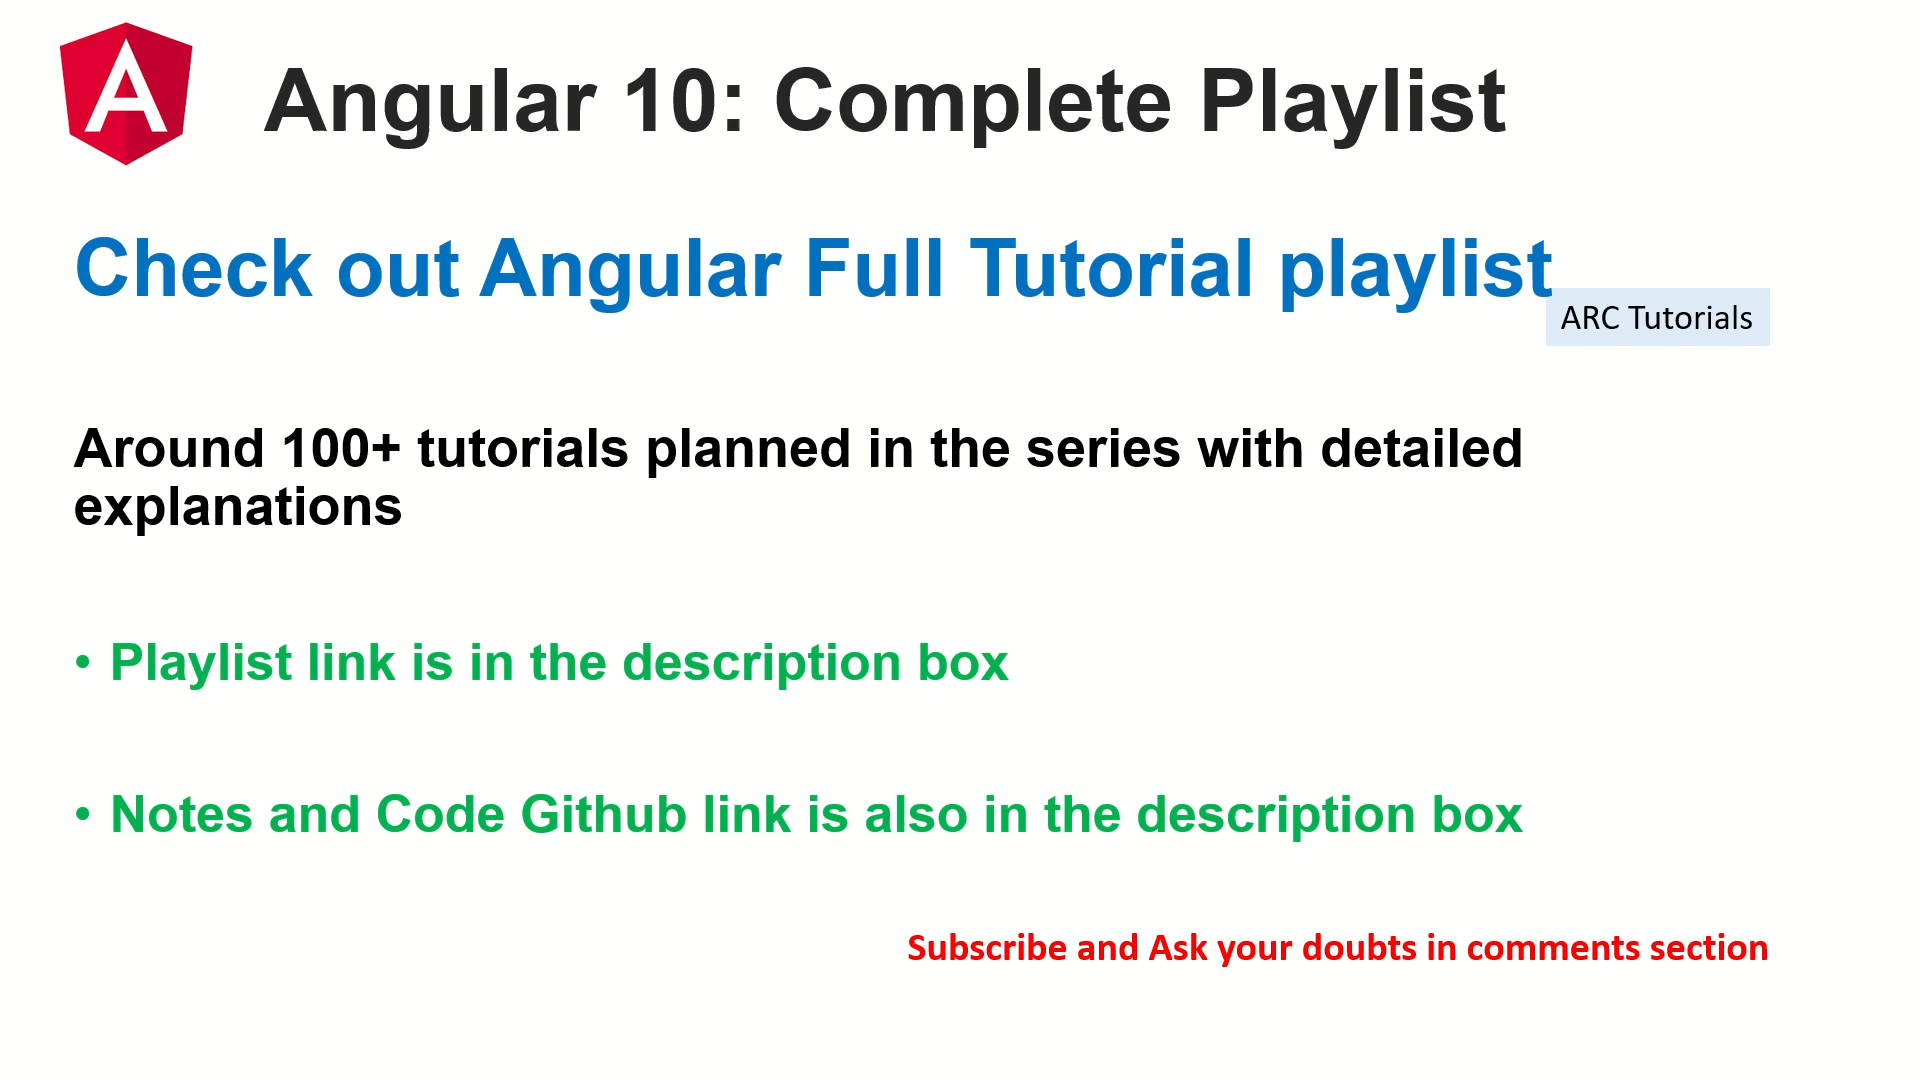 Angular 10: Complete Playlist
Check out Angular Full Tutorial playlist
ARC Tutorials
Around 100+ tutorials planned in the series with detailed
explanations
• Playlist link is in the description box
• Notes and Code Github link is also in the description box
Subscribe and Ask your doubts in comments section